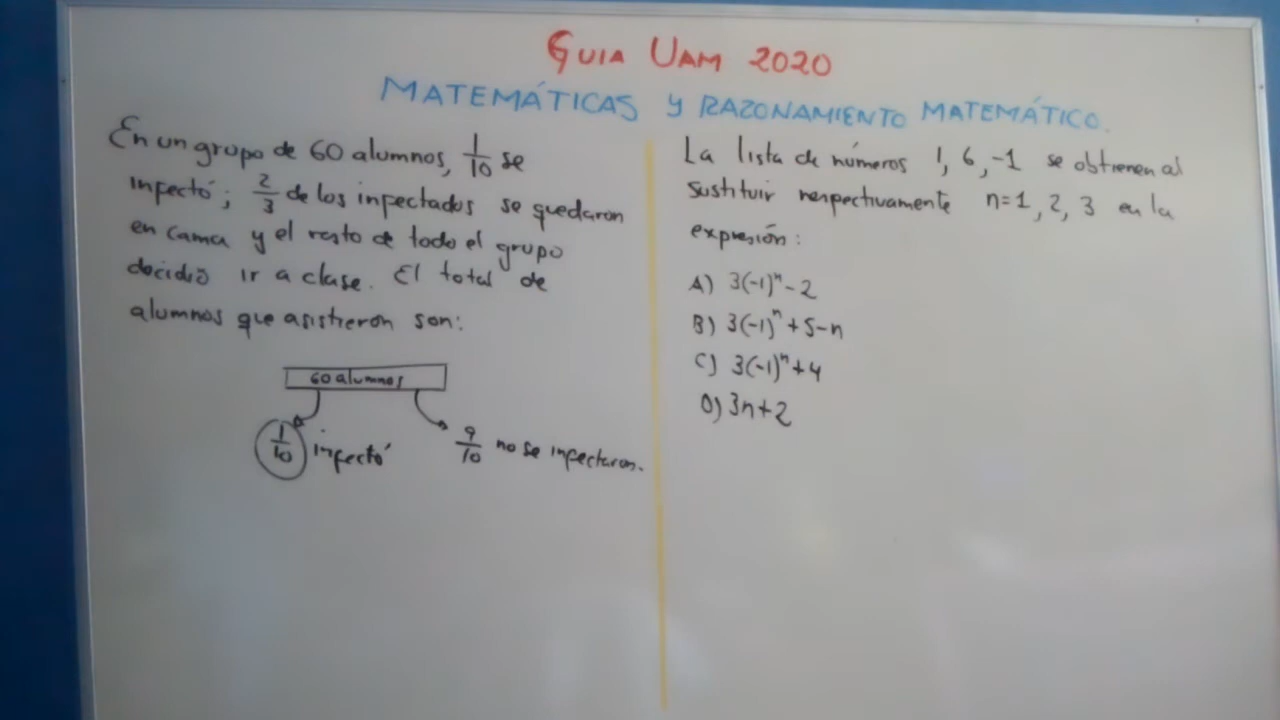 GUIA UAM 2020
MATEMÁTICAS Y RAZONAMIENTO MATEMÁTICO.
En un grupo de 60 alumnos, 1/10 se
infectó; 2/3 de los infectados se quedaron
en cama y el resto de todo el grupo
decidió ir a clase. El total de
alumnos que asistieron son:
60 alumnos
1/10 infectó
9/10 no se infectaron.
La lista de números 1, 6, -1 se obtienen al
sustituir respectivamente n=1, 2, 3 en la
expresión:
A) 3(-1)^n - 2
B) 3(-1)^n + 5 - n
C) 3(-1)^n + 4
D) 3n + 2